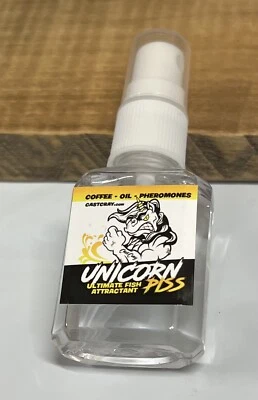 COFFEE - OIL - PHEROMONES
CASTCRAY.com
UNICORN
PISS
ULTIMATE FISH
ATTRACTANT